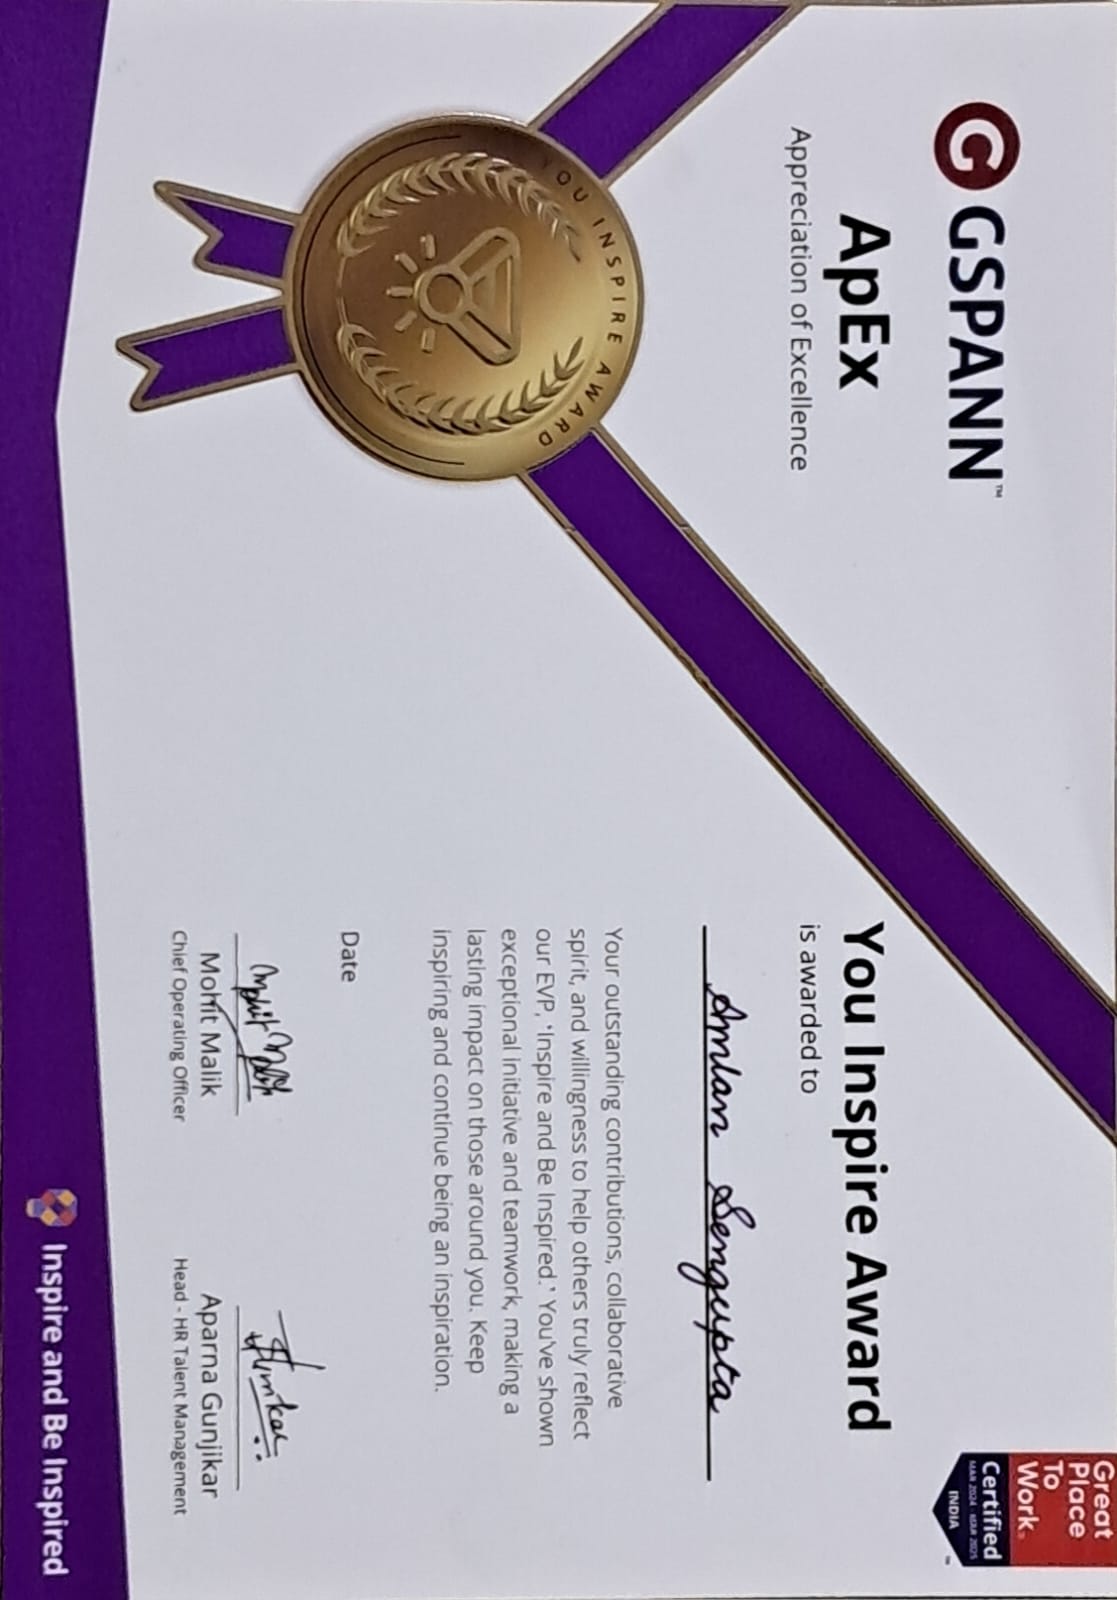 GSPANN™
ApEx
Appreciation of Excellence
YOU INSPIRE AWARD
Great
Place
To
Work®
Certified
MAR 2024 - MAR 2025
INDIA
™
You Inspire Award
is awarded to
Amlan Sengupta
Your outstanding contributions, collaborative
spirit, and willingness to help others truly reflect
our EVP, 'Inspire and Be Inspired.' You've shown
exceptional initiative and teamwork, making a
lasting impact on those around you. Keep
inspiring and continue being an inspiration.
Date
Mohit Malik
Chief Operating Officer
Aparna Gunjikar
Head - HR Talent Management
Inspire and Be Inspired